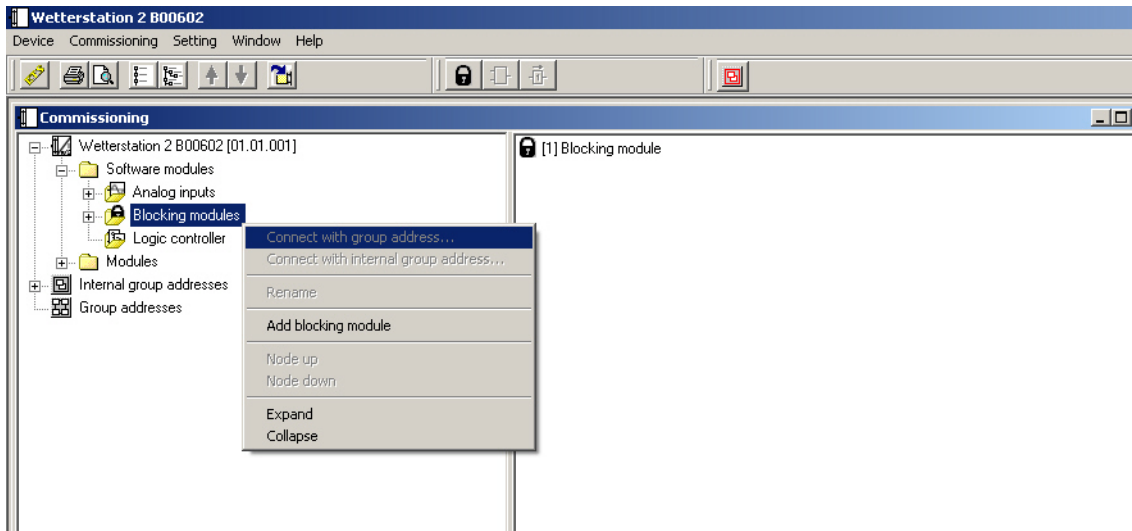 Wetterstation 2 B00602
Device Commissioning Setting Window Help
Commissioning
Wetterstation 2 B00602 [01.01.001]
Software modules
Analog inputs
Blocking modules
Logic controller
Modules
Internal group addresses
Group addresses
Connect with group address...
Connect with internal group address...
Rename
Add blocking module
Node up
Node down
Expand
Collapse
[1] Blocking module